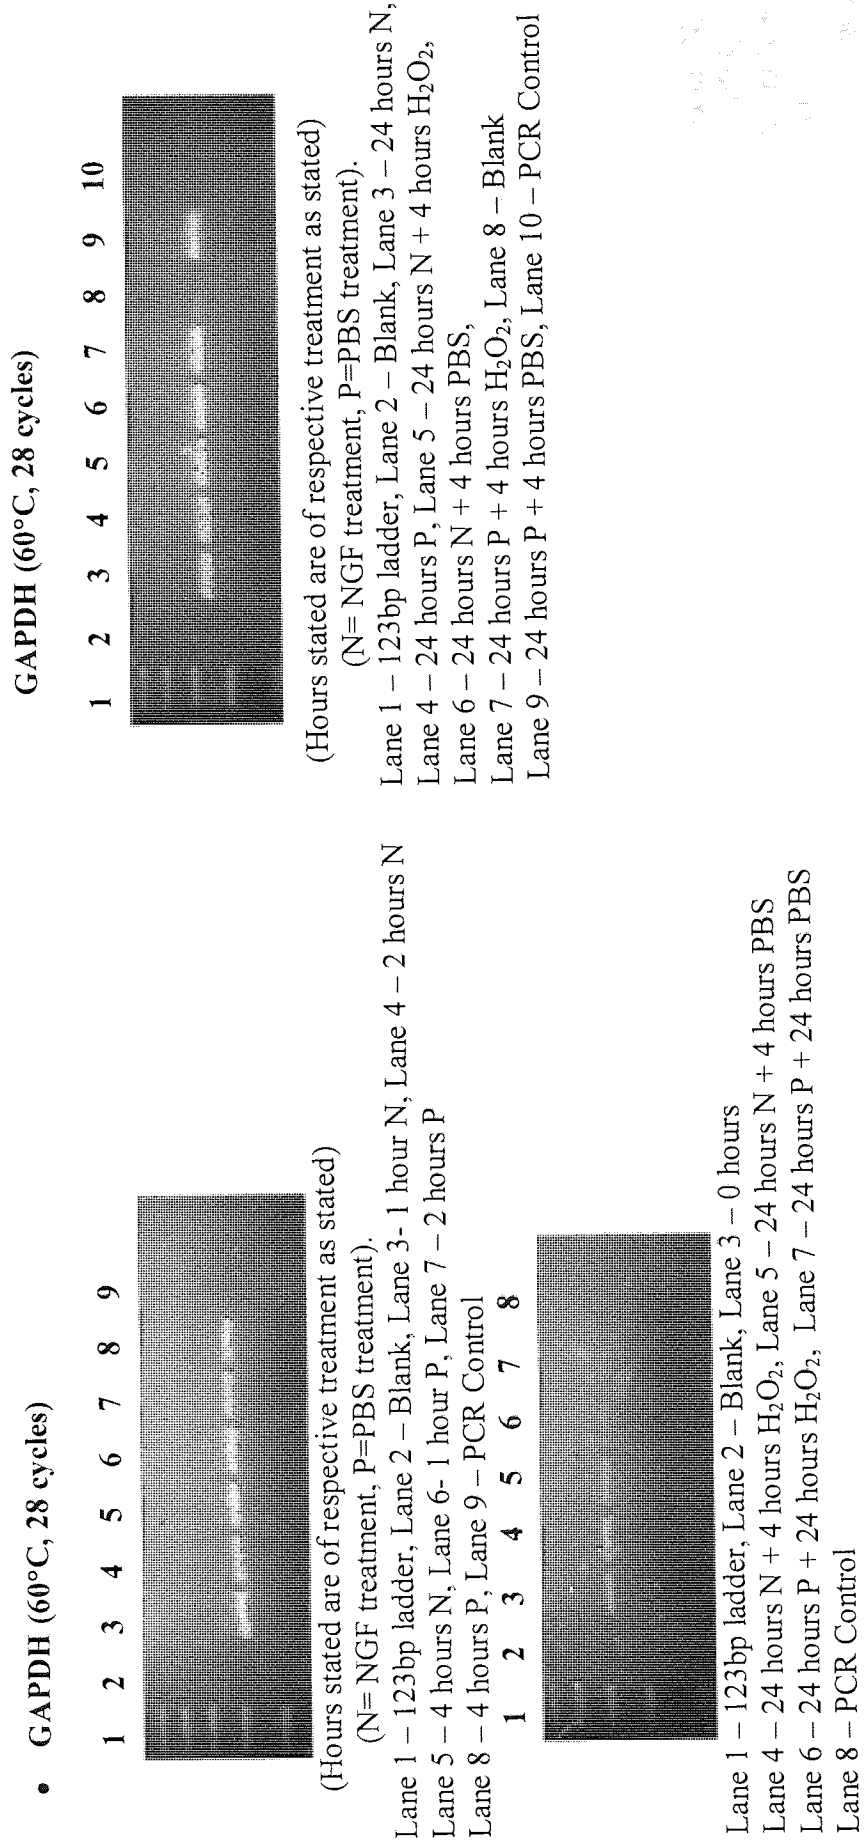 • GAPDH (60°C, 28 cycles)
1 2 3 4 5 6 7 8 9
(Hours stated are of respective treatment as stated)
(N= NGF treatment, P=PBS treatment).
Lane 1 – 123bp ladder, Lane 2 – Blank, Lane 3- 1 hour N, Lane 4 – 2 hours N
Lane 5 – 4 hours N, Lane 6- 1 hour P, Lane 7 – 2 hours P
Lane 8 – 4 hours P, Lane 9 – PCR Control
1 2 3 4 5 6 7 8
Lane 1 – 123bp ladder, Lane 2 – Blank, Lane 3 – 0 hours
Lane 4 – 24 hours N + 4 hours H₂O₂, Lane 5 – 24 hours N + 4 hours PBS
Lane 6 – 24 hours P + 24 hours H₂O₂, Lane 7 – 24 hours P + 24 hours PBS
Lane 8 – PCR Control
GAPDH (60°C, 28 cycles)
1 2 3 4 5 6 7 8 9 10
(Hours stated are of respective treatment as stated)
(N= NGF treatment, P=PBS treatment).
Lane 1 – 123bp ladder, Lane 2 – Blank, Lane 3 – 24 hours N,
Lane 4 – 24 hours P, Lane 5 – 24 hours N + 4 hours H₂O₂,
Lane 6 – 24 hours N + 4 hours PBS,
Lane 7 – 24 hours P + 4 hours H₂O₂, Lane 8 – Blank
Lane 9 – 24 hours P + 4 hours PBS, Lane 10 – PCR Control